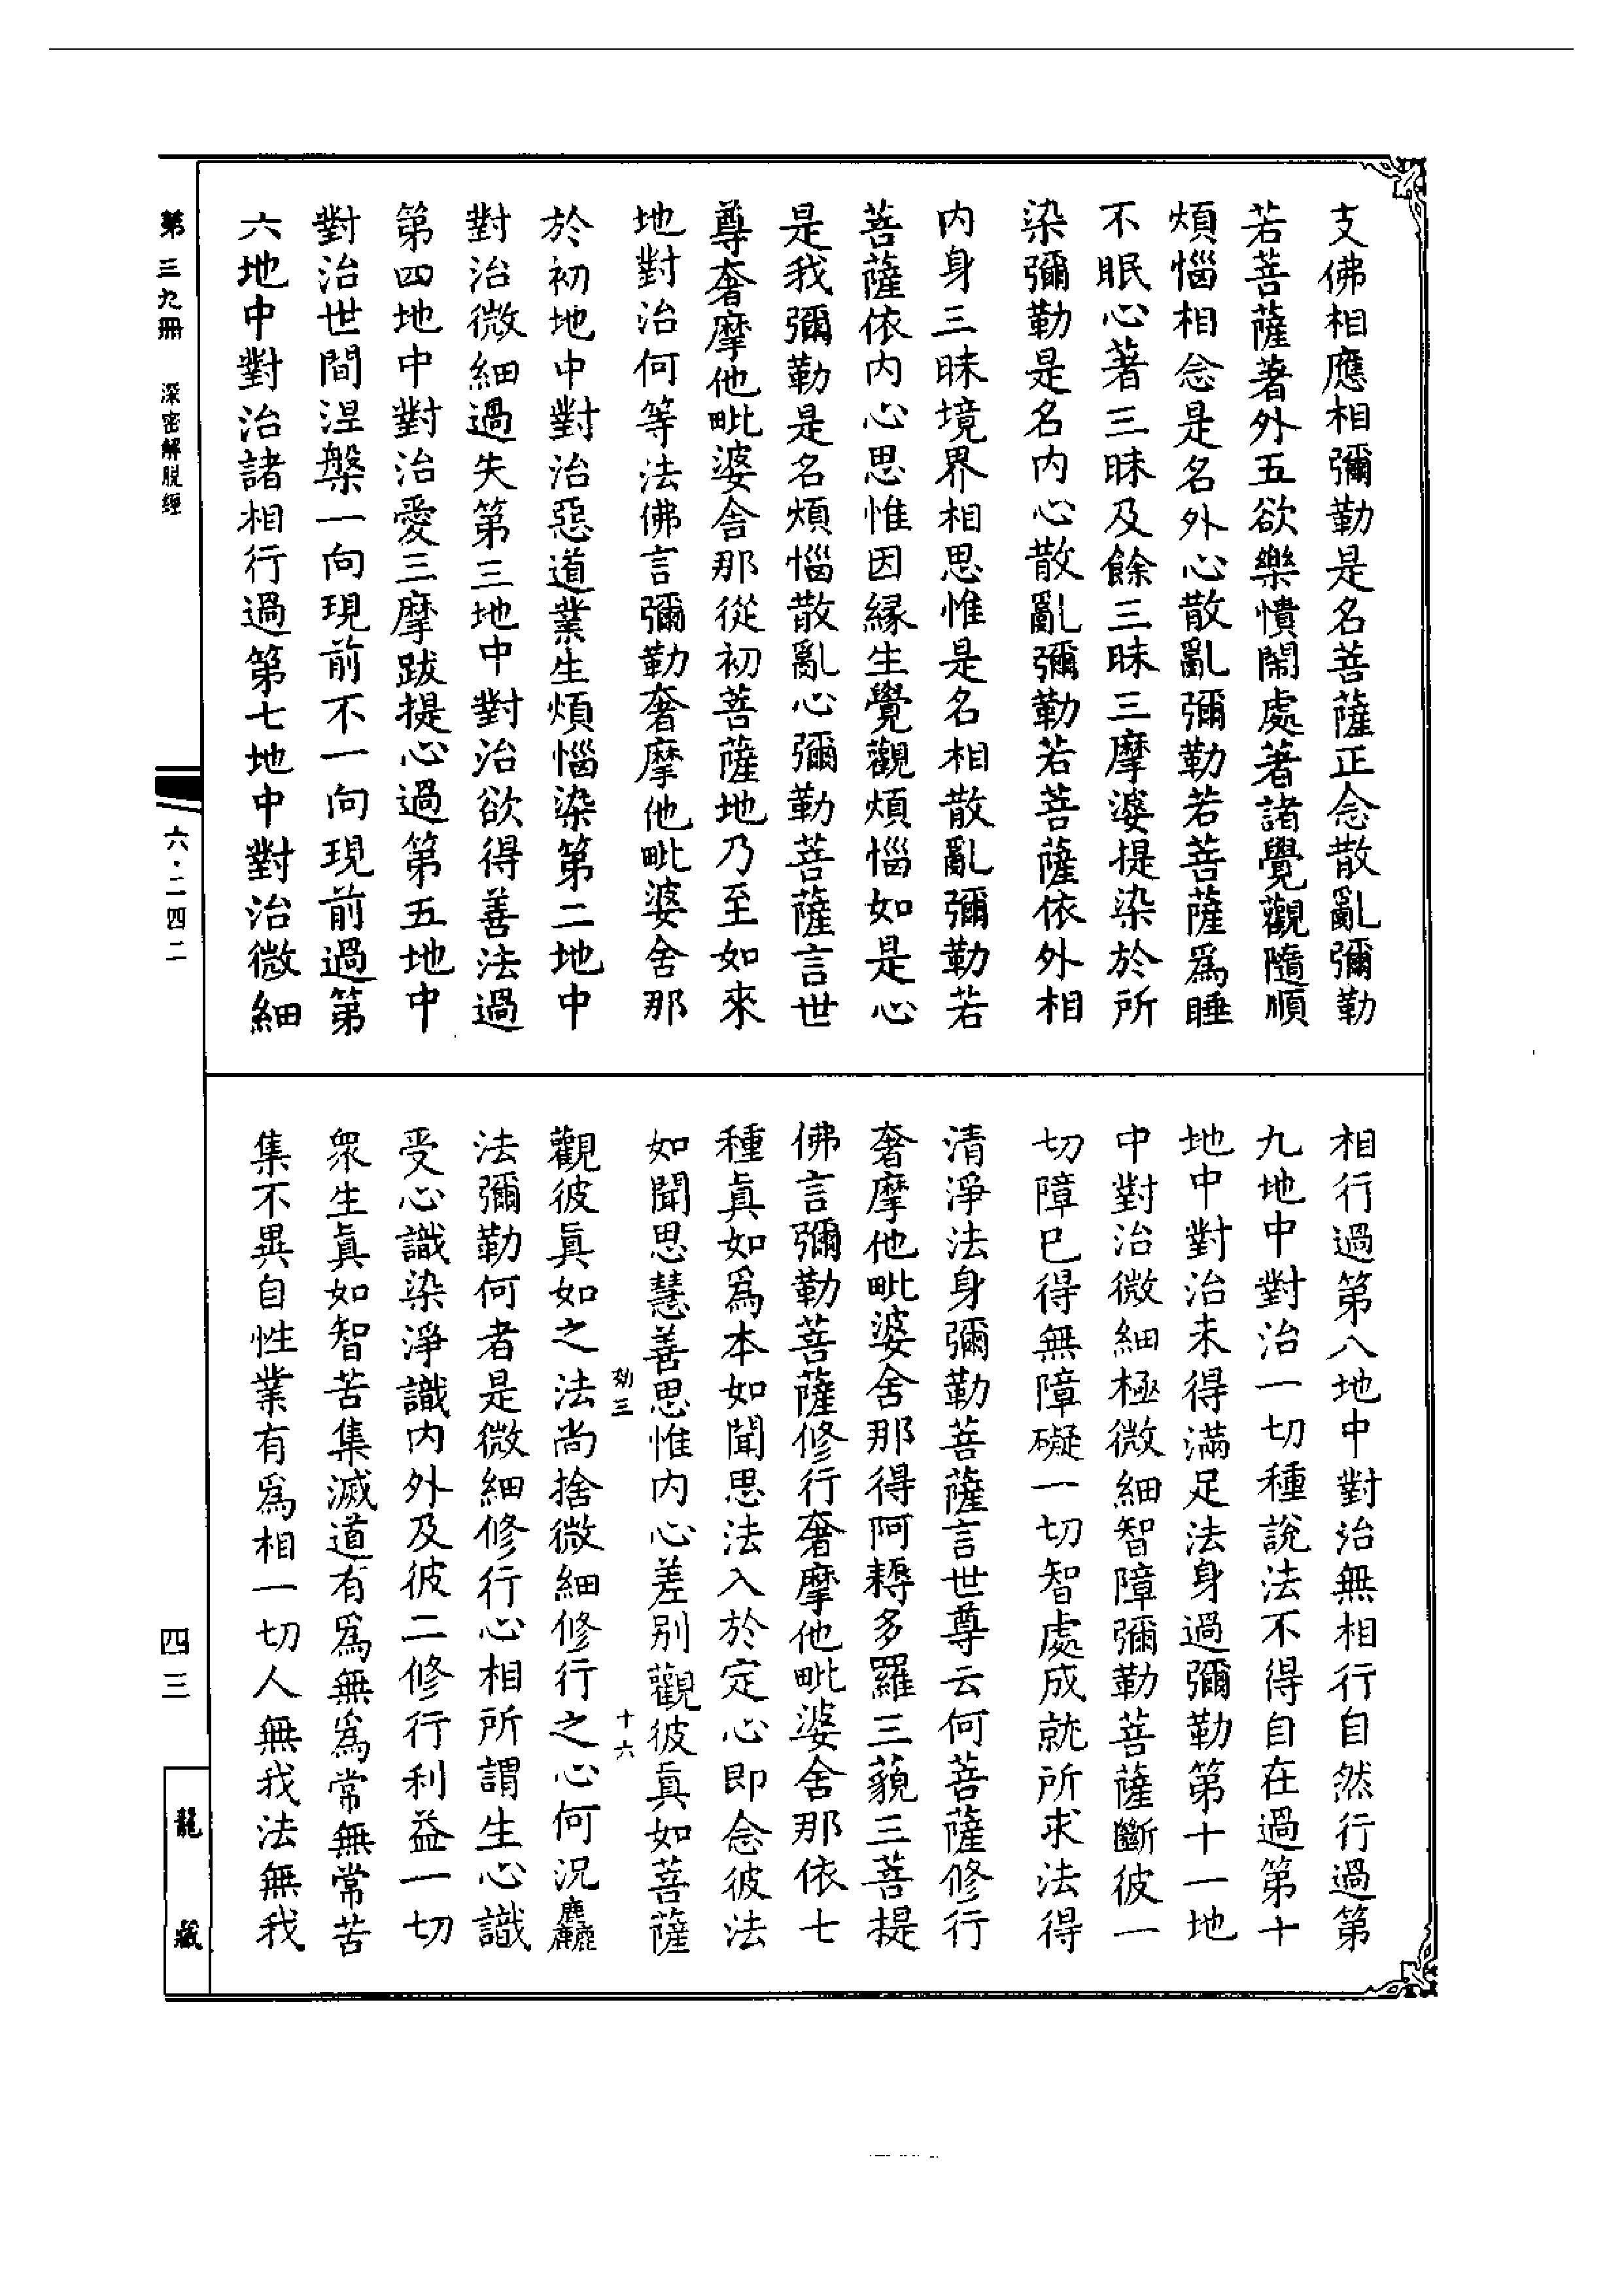 支佛相應相彌勒是名菩薩正念散亂彌勒
若菩薩著外五欲樂憒鬧處著諸覺觀隨順
煩惱相念是名外心散亂彌勒若菩薩爲睡
不眠心著三昧及餘三昧三摩婆提染於所
染彌勒是名内心散亂彌勒若菩薩依外相
内身三昧境界相思惟是名相散亂彌勒若
菩薩依内心思惟因緣生覺觀煩惱如是心
是我彌勒是名煩惱散亂心彌勒菩薩言世
尊奢摩他毗婆舍那從初菩薩地乃至如來
地對治何等法佛言彌勒奢摩他毗婆舍那
於初地中對治惡道業生煩惱染第二地中
對治微細過失第三地中對治欲得善法過
第四地中對治愛三摩跋提心過第五地中
對治世間涅槃一向現前不一向現前過第
六地中對治諸相行過第七地中對治微細
相行過第八地中對治無相行自然行過第
九地中對治一切種說法不得自在過第十
地中對治未得滿足法身過彌勒第十一地
中對治微細極微細智障彌勒菩薩斷彼一
切障已得無障礙一切智處成就所求法得
清淨法身彌勒菩薩言世尊云何菩薩修行
奢摩他毗婆舍那得阿耨多羅三藐三菩提
佛言彌勒菩薩修行奢摩他毗婆舍那依七
種眞如爲本如聞思法入於定心即念彼法
如聞思慧善思惟内心差别觀彼眞如菩薩
劾三 十六
觀彼眞如之法尚捨微細修行之心何況麤
法彌勒何者是微細修行心相所謂生心識
受心識染淨識内外及彼二修行利益一切
衆生眞如智苦集滅道有爲無爲常無常苦
集不異自性業有爲相一切人無我法無我
第三九冊 深密解脫經
六·二四二
四三
龍藏